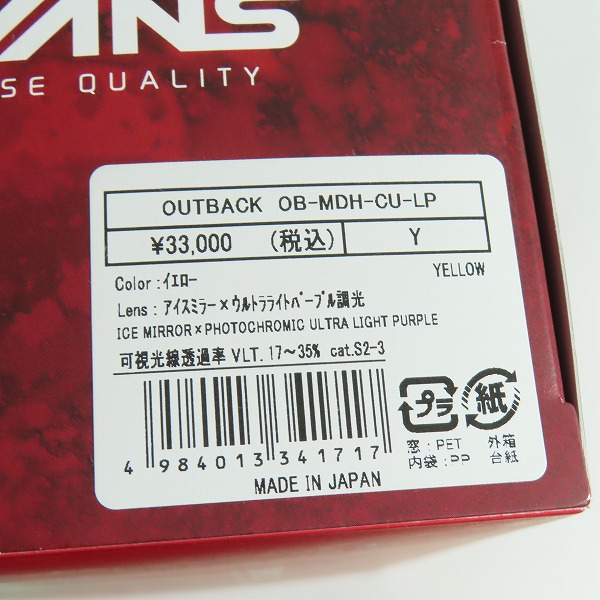 ANS
SE QUALITY
OUTBACK OB-MDH-CU-LP
¥33,000 (税込) Y
Color : ｲｴﾛｰ YELLOW
Lens : ｱｲｽﾐﾗｰ×ｳﾙﾄﾗﾗｲﾄﾊﾟｰﾌﾟﾙ調光
ICE MIRROR×PHOTOCHROMIC ULTRA LIGHT PURPLE
可視光線透過率 VLT. 17～35% cat.S2-3
プラ 紙
窓 : PET 外箱
内袋 : PP 台紙
4 984013 341717
MADE IN JAPAN